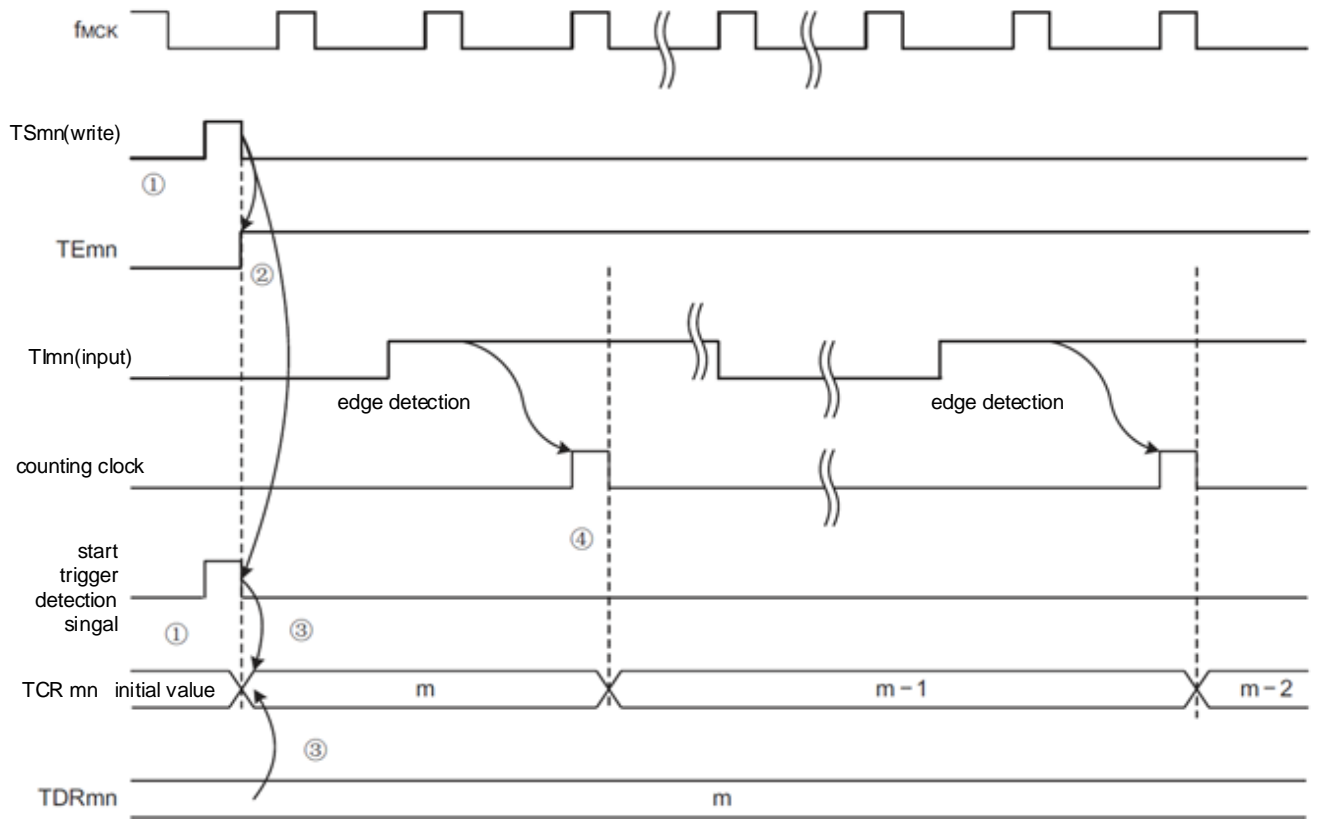 fMCK
TSmn(write)
①
TEmn
②
TImn(input)
edge detection
edge detection
counting clock
④
start
trigger
detection
singal
①
③
TCR mn initial value
m
m-1
m-2
③
TDRmn
m